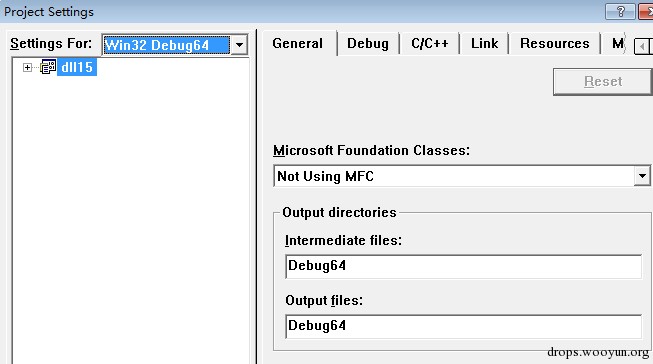 Project Settings
Settings For: Win32 Debug64
dll15
General Debug C/C++ Link Resources M
Reset
Microsoft Foundation Classes:
Not Using MFC
Output directories
Intermediate files:
Debug64
Output files:
Debug64
drops.wooyun.org